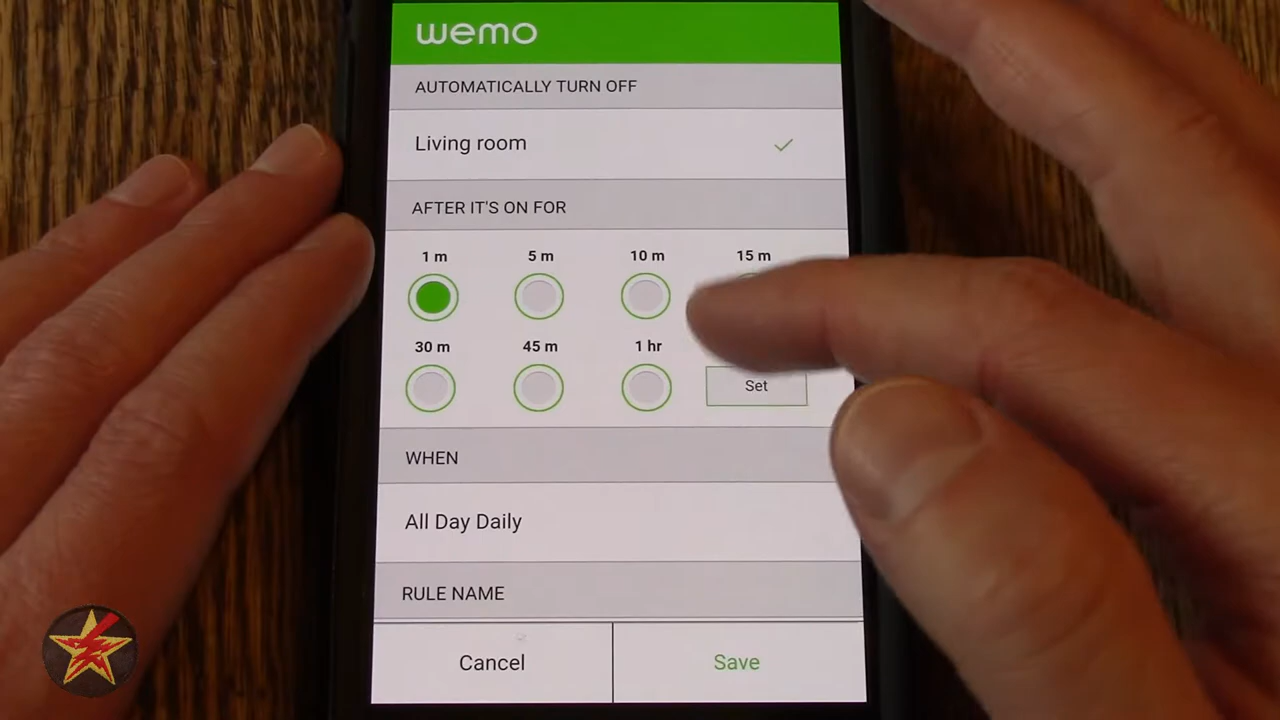 wemo
AUTOMATICALLY TURN OFF
Living room
AFTER IT'S ON FOR
1 m 5 m 10 m 15 m
30 m 45 m 1 hr
Set
WHEN
All Day Daily
RULE NAME
Cancel Save